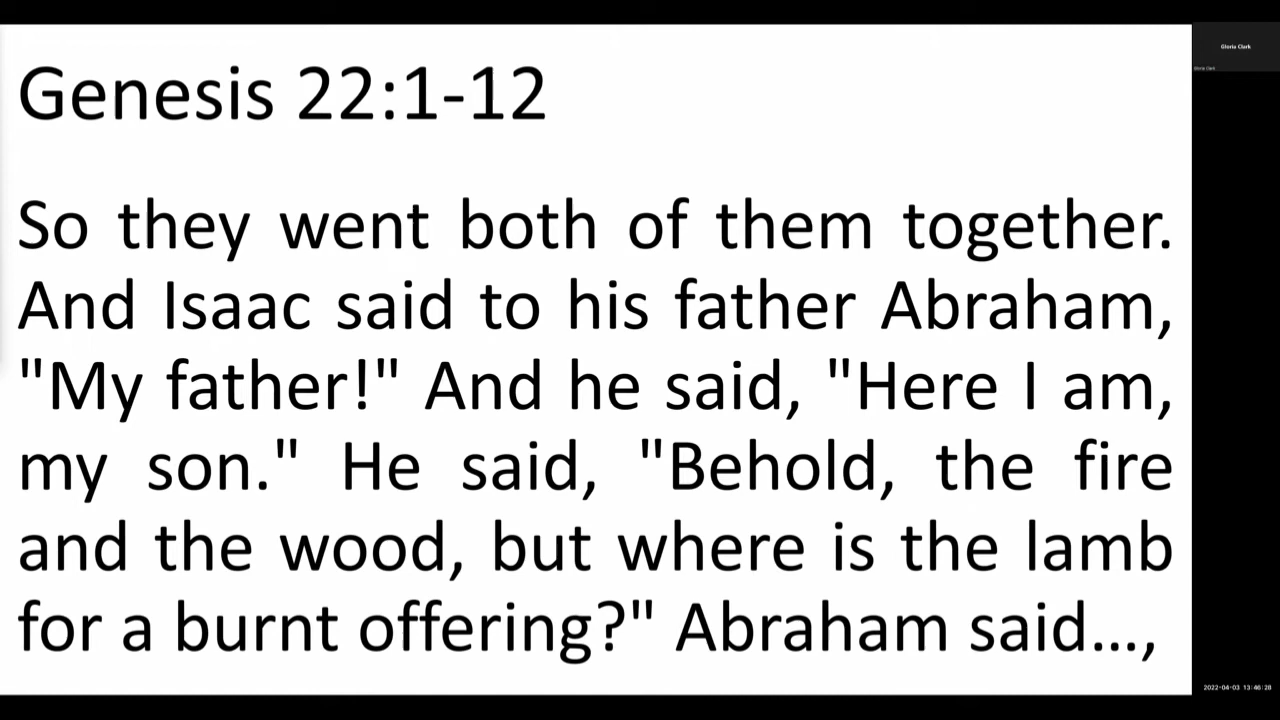 Genesis 22:1-12
So they went both of them together.
And Isaac said to his father Abraham,
"My father!" And he said, "Here I am,
my son." He said, "Behold, the fire
and the wood, but where is the lamb
for a burnt offering?" Abraham said...,
Gloria Clark
Gloria Clark
2022-04-03 13:46:28